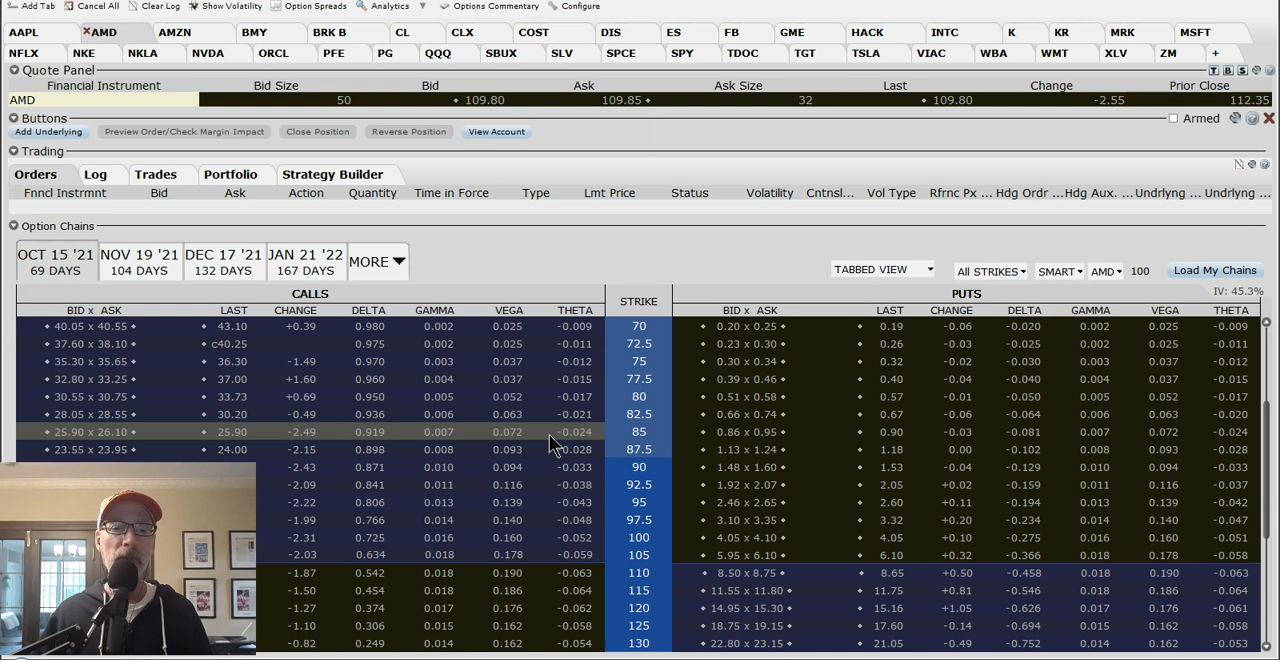 Add Tab Cancel All Clear Log Show Volatility Option Spreads Analytics ▼ Options Commentary Configure
AAPL AMD AMZN BMY BRK B CL CLX COST DIS ES FB GME HACK INTC K KR MRK MSFT
NFLX NKE NKLA NVDA ORCL PFE PG QQQ SBUX SLV SPCE SPY TDOC TGT TSLA VIAC WBA WMT XLV ZM +
Quote Panel T B S
Financial Instrument Bid Size Bid Ask Ask Size Last Change Prior Close
AMD 50 109.80 109.85 32 109.80 -2.55 112.35
Buttons Armed
Add Underlying Preview Order/Check Margin Impact Close Position Reverse Position View Account
Trading
Orders Log Trades Portfolio Strategy Builder
Fnncl Instrmnt Bid Ask Action Quantity Time in Force Type Lmt Price Status Volatility Cntnsl... Vol Type Rfrnc Px ... Hdg Ordr ... Hdg Aux. ... Undrlyng ... Undrlyng ...
Option Chains
OCT 15 '21 NOV 19 '21 DEC 17 '21 JAN 21 '22 MORE ▼
69 DAYS 104 DAYS 132 DAYS 167 DAYS
TABBED VIEW All STRIKES SMART AMD 100 Load My Chains
IV: 45.3%
CALLS STRIKE PUTS
BID x ASK LAST CHANGE DELTA GAMMA VEGA THETA BID x ASK LAST CHANGE DELTA GAMMA VEGA THETA
40.05 x 40.55 43.10 +0.39 0.980 0.002 0.025 -0.009 70 0.20 x 0.25 0.19 -0.06 -0.020 0.002 0.025 -0.009
37.60 x 38.10 c40.25 0.975 0.002 0.025 -0.011 72.5 0.23 x 0.30 0.26 -0.03 -0.025 0.002 0.025 -0.011
35.30 x 35.65 36.30 -1.49 0.970 0.003 0.037 -0.012 75 0.30 x 0.34 0.32 -0.02 -0.030 0.003 0.037 -0.012
32.80 x 33.25 37.00 +1.60 0.960 0.004 0.037 -0.015 77.5 0.39 x 0.46 0.40 -0.04 -0.040 0.004 0.037 -0.015
30.55 x 30.75 33.73 +0.69 0.950 0.005 0.052 -0.017 80 0.51 x 0.58 0.57 -0.01 -0.050 0.005 0.052 -0.017
28.05 x 28.55 30.20 -0.49 0.936 0.006 0.063 -0.021 82.5 0.66 x 0.74 0.67 -0.06 -0.064 0.006 0.063 -0.020
25.90 x 26.10 25.90 -2.49 0.919 0.007 0.072 -0.024 85 0.86 x 0.95 0.90 -0.03 -0.081 0.007 0.072 -0.024
23.55 x 23.95 24.00 -2.15 0.898 0.008 0.093 -0.028 87.5 1.13 x 1.24 1.18 0.00 -0.102 0.008 0.093 -0.028
-2.43 0.871 0.010 0.094 -0.033 90 1.48 x 1.60 1.53 -0.04 -0.129 0.010 0.094 -0.033
-2.09 0.841 0.011 0.116 -0.038 92.5 1.92 x 2.07 2.05 +0.02 -0.159 0.011 0.116 -0.037
-2.22 0.806 0.013 0.139 -0.043 95 2.46 x 2.65 2.60 +0.11 -0.194 0.013 0.139 -0.042
-1.99 0.766 0.014 0.140 -0.048 97.5 3.10 x 3.35 3.32 +0.20 -0.234 0.014 0.140 -0.047
-2.31 0.725 0.016 0.160 -0.052 100 4.05 x 4.10 4.05 +0.10 -0.275 0.016 0.160 -0.051
-2.03 0.634 0.018 0.178 -0.059 105 5.95 x 6.10 6.10 +0.32 -0.366 0.018 0.178 -0.058
-1.87 0.542 0.018 0.190 -0.063 110 8.50 x 8.75 8.65 +0.50 -0.458 0.018 0.190 -0.063
-1.50 0.454 0.018 0.186 -0.064 115 11.55 x 11.80 11.75 +0.81 -0.546 0.018 0.186 -0.064
-1.27 0.374 0.017 0.176 -0.062 120 14.95 x 15.30 15.16 +1.05 -0.626 0.017 0.176 -0.061
-1.10 0.306 0.015 0.162 -0.058 125 18.75 x 19.15 17.60 -0.14 -0.694 0.015 0.162 -0.057
-0.82 0.249 0.014 0.162 -0.054 130 22.80 x 23.15 21.05 -0.49 -0.752 0.014 0.162 -0.053